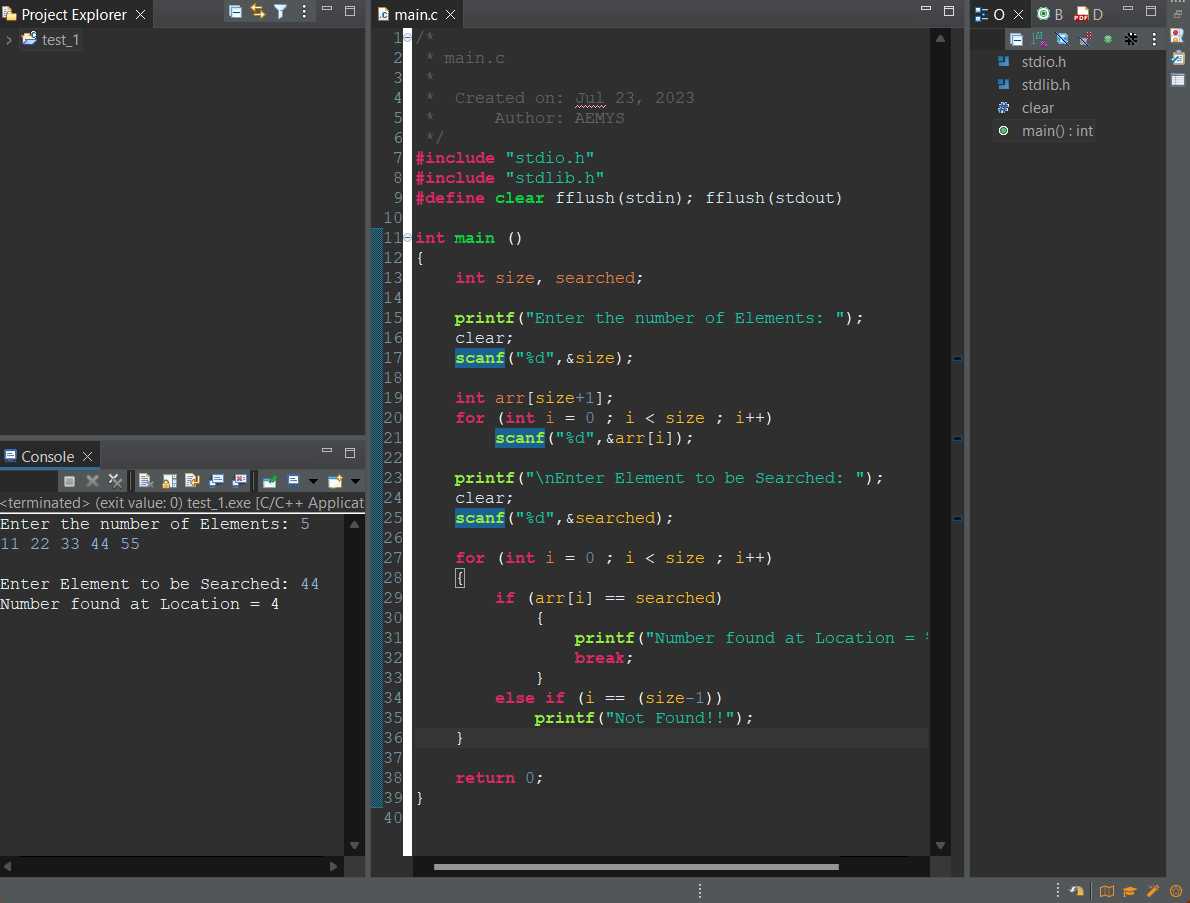 Project Explorer
test_1
Console
<terminated> (exit value: 0) test_1.exe [C/C++ Applicat
Enter the number of Elements: 5
11 22 33 44 55
Enter Element to be Searched: 44
Number found at Location = 4
main.c
1 /*
2  * main.c
3  *
4  *  Created on: Jul 23, 2023
5  *      Author: AEMYS
6  */
7 #include "stdio.h"
8 #include "stdlib.h"
9 #define clear fflush(stdin); fflush(stdout)
10
11 int main ()
12 {
13     int size, searched;
14
15     printf("Enter the number of Elements: ");
16     clear;
17     scanf("%d",&size);
18
19     int arr[size+1];
20     for (int i = 0 ; i < size ; i++)
21         scanf("%d",&arr[i]);
22
23     printf("\nEnter Element to be Searched: ");
24     clear;
25     scanf("%d",&searched);
26
27     for (int i = 0 ; i < size ; i++)
28     {
29         if (arr[i] == searched)
30             {
31                 printf("Number found at Location =
32                 break;
33             }
34         else if (i == (size-1))
35             printf("Not Found!!");
36     }
37
38     return 0;
39 }
40
O B PDF D
stdio.h
stdlib.h
clear
main() : int